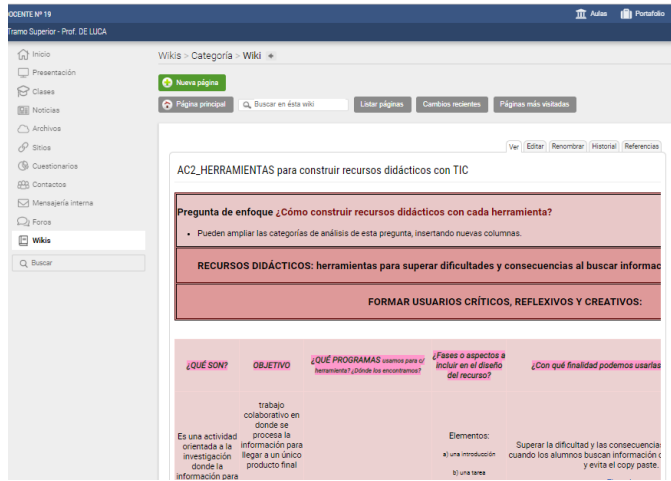 DOCENTE Nº 19
Aulas
Portafolio
Tramo Superior - Prof. DE LUCA
Inicio
Presentación
Clases
Noticias
Archivos
Sitios
Cuestionarios
Contactos
Mensajería interna
Foros
Wikis
Buscar
Wikis > Categoría > Wiki
Nueva página
Página principal
Buscar en ésta wiki
Listar páginas
Cambios recientes
Páginas más visitadas
Ver
Editar
Renombrar
Historial
Referencias
AC2_HERRAMIENTAS para construir recursos didácticos con TIC
Pregunta de enfoque ¿Cómo construir recursos didácticos con cada herramienta?
• Pueden ampliar las categorías de análisis de esta pregunta, insertando nuevas columnas.
RECURSOS DIDÁCTICOS: herramientas para superar dificultades y consecuencias al buscar informac
FORMAR USUARIOS CRÍTICOS, REFLEXIVOS Y CREATIVOS:
¿QUÉ SON?
OBJETIVO
¿QUÉ PROGRAMAS usamos para c/
herramienta? ¿Dónde los encontramos?
¿Fases o aspectos a
incluir en el diseño
del recurso?
¿Con qué finalidad podemos usarlas
Es una actividad
orientada a la
investigación
donde la
información para
trabajo
colaborativo en
donde se
procesa la
información para
llegar a un único
producto final
Elementos:
a) una introducción
b) una tarea
Superar la dificultad y las consecuencia
cuando los alumnos buscan información
y evita el copy paste.